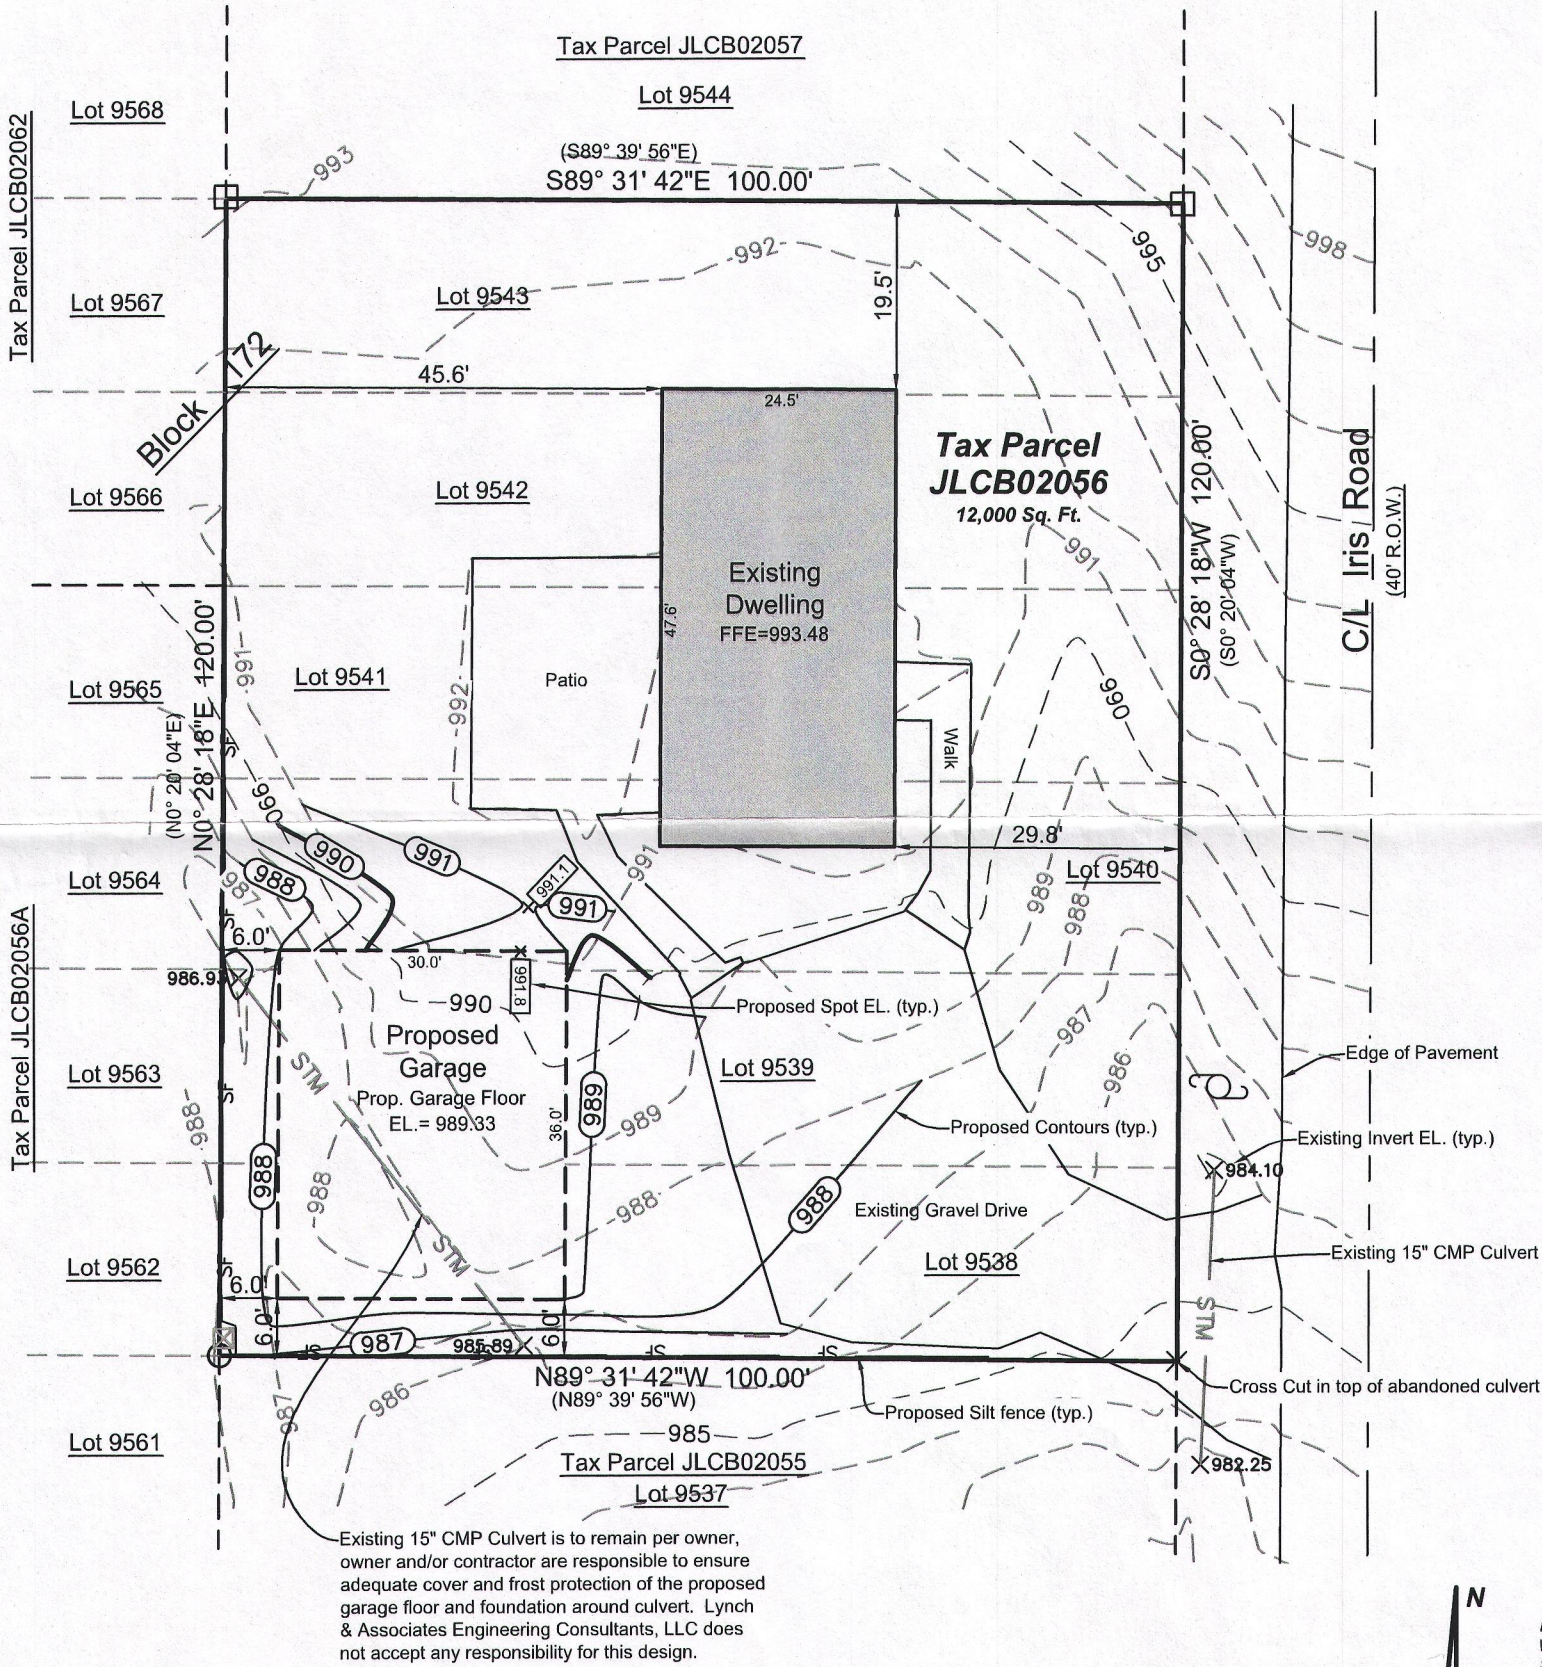 Tax Parcel JLCB02057
Lot 9544
Lot 9568
Tax Parcel JLCB02062
993
(S89° 39' 56"E)
S89° 31' 42"E 100.00'
992
995
998
Lot 9567
Lot 9543
19.5'
Block 172
45.6'
24.5'
Tax Parcel
JLCB02056
12,000 Sq. Ft.
Lot 9566
Lot 9542
991
S0° 28' 18"W 120.00'
(S0° 20' 04"W)
C/L Iris Road
(40' R.O.W.)
Existing
Dwelling
FFE=993.48
47.6'
N0° 28' 18"E 120.00'
(N0° 20' 04"E)
991
Lot 9565
Lot 9541
992
Patio
990
Walk
SF
990
29.8'
991
990
991
988
987
Lot 9564
991.1
991
989
988
Lot 9540
SF
6.0'
30.0'
986.93
991.8
990
Proposed Spot EL. (typ.)
Tax Parcel JLCB02056A
Proposed
Garage
Prop. Garage Floor
EL.= 989.33
STM
36.0'
989
989
Lot 9563
Lot 9539
987
986
Edge of Pavement
SF
988
Proposed Contours (typ.)
Existing Invert EL. (typ.)
984.10
988
988
988
988
Existing Gravel Drive
Lot 9562
STM
Lot 9538
Existing 15" CMP Culvert
SF
6.0'
6.0'
6.0'
STM
SF
987
985.89
SF
SF
SF
N89° 31' 42"W 100.00'
(N89° 39' 56"W)
Cross Cut in top of abandoned culvert
987
986
Proposed Silt fence (typ.)
985
Lot 9561
Tax Parcel JLCB02055
Lot 9537
982.25
Existing 15" CMP Culvert is to remain per owner,
owner and/or contractor are responsible to ensure
adequate cover and frost protection of the proposed
garage floor and foundation around culvert. Lynch
& Associates Engineering Consultants, LLC does
not accept any responsibility for this design.
N